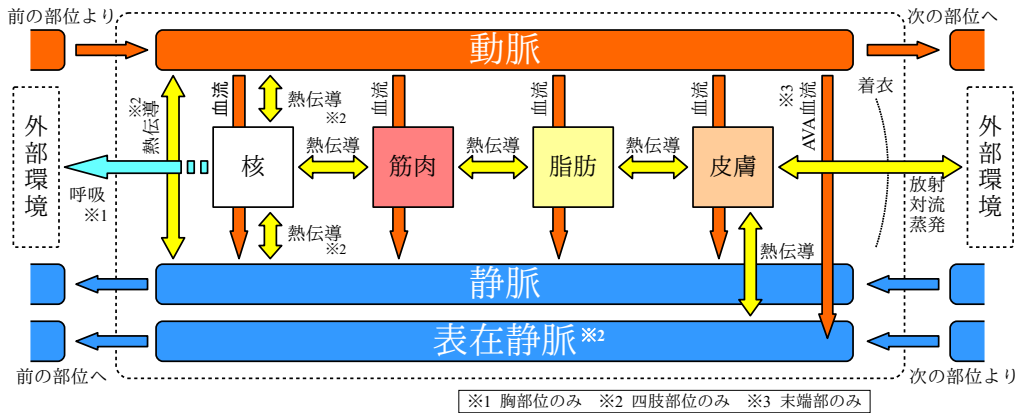 前の部位より
次の部位へ
動脈
外部環境
熱伝導
※2
血流
熱伝導
※2
血流
血流
血流
※3
AVA血流
着衣
外部環境
核
熱伝導
筋肉
熱伝導
脂肪
熱伝導
皮膚
呼吸
※1
放射
対流
蒸発
熱伝導
※2
熱伝導
静脈
表在静脈※2
前の部位へ
次の部位より
※1 胸部位のみ ※2 四肢部位のみ ※3 末端部のみ